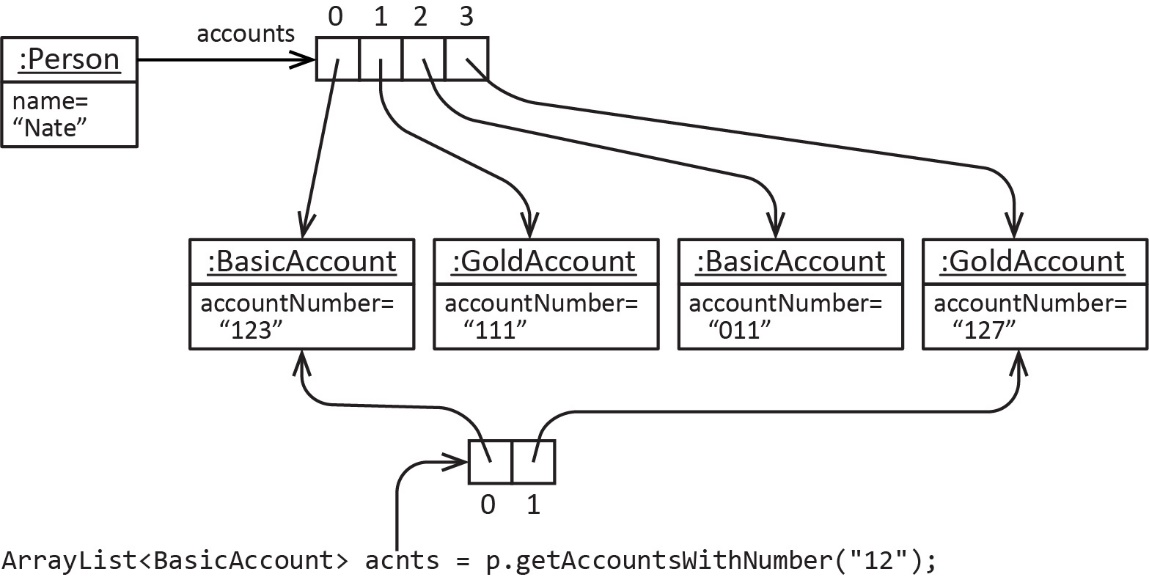 0 1 2 3
accounts
:Person
name=
“Nate”
:BasicAccount
accountNumber=
“123”
:GoldAccount
accountNumber=
“111”
:BasicAccount
accountNumber=
“011”
:GoldAccount
accountNumber=
“127”
0 1
ArrayList<BasicAccount> acnts = p.getAccountsWithNumber("12");